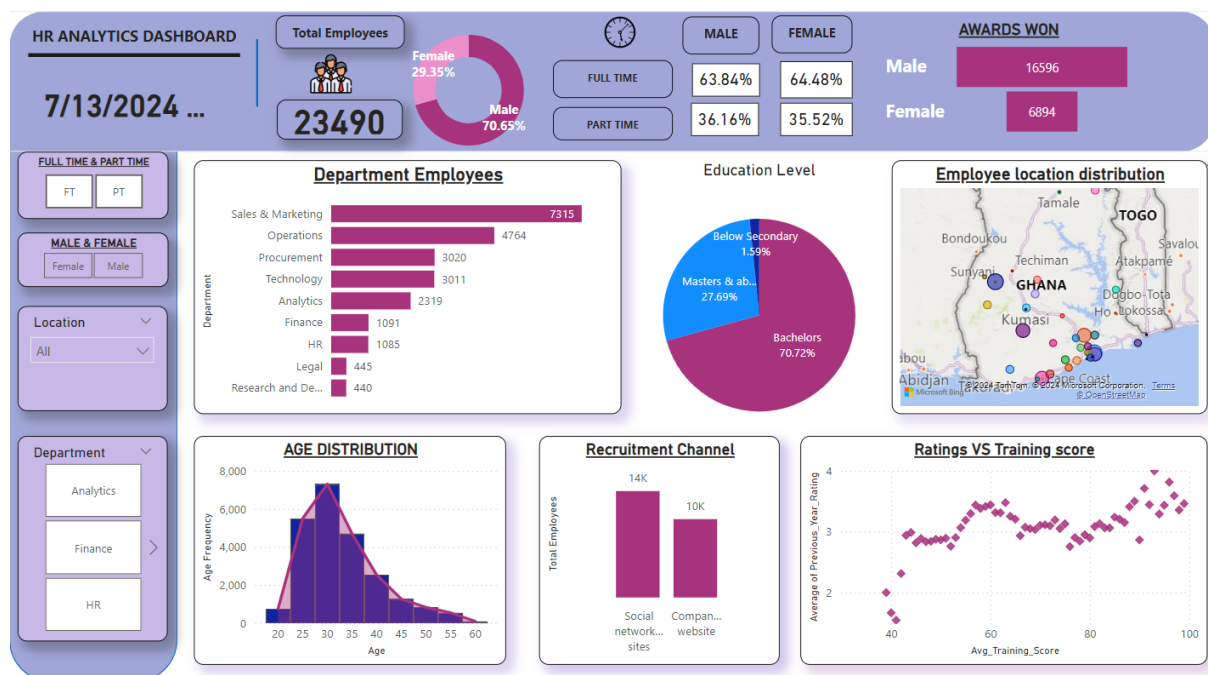 HR ANALYTICS DASHBOARD
7/13/2024 ...
Total Employees
23490
Female
29.35%
Male
70.65%
MALE
FEMALE
FULL TIME
63.84%
64.48%
PART TIME
36.16%
35.52%
AWARDS WON
Male
16596
Female
6894
FULL TIME & PART TIME
FT
PT
MALE & FEMALE
Female
Male
Location
All
Department
Analytics
Finance
HR
Department Employees
Department
Sales & Marketing
7315
Operations
4764
Procurement
3020
Technology
3011
Analytics
2319
Finance
1091
HR
1085
Legal
445
Research and De...
440
Education Level
Below Secondary
1.59%
Masters & ab...
27.69%
Bachelors
70.72%
Employee location distribution
Tamale
TOGO
Bondoukou
Savalou
Techiman
Atakpamé
Sunyani
GHANA
Dogbo-Tota
Kumasi
Ho
Lokossa
Abidjan
Cape Coast
Microsoft Bing
© 2024 TomTom, © 2024 Microsoft Corporation,
Terms
© OpenStreetMap
AGE DISTRIBUTION
Age Frequency
8,000
6,000
4,000
2,000
0
20
25
30
35
40
45
50
55
60
Age
Recruitment Channel
Total Employees
14K
10K
Social
network...
sites
Compan...
website
Ratings VS Training score
Average of Previous_Year_Rating
4
3
2
40
60
80
100
Avg_Training_Score